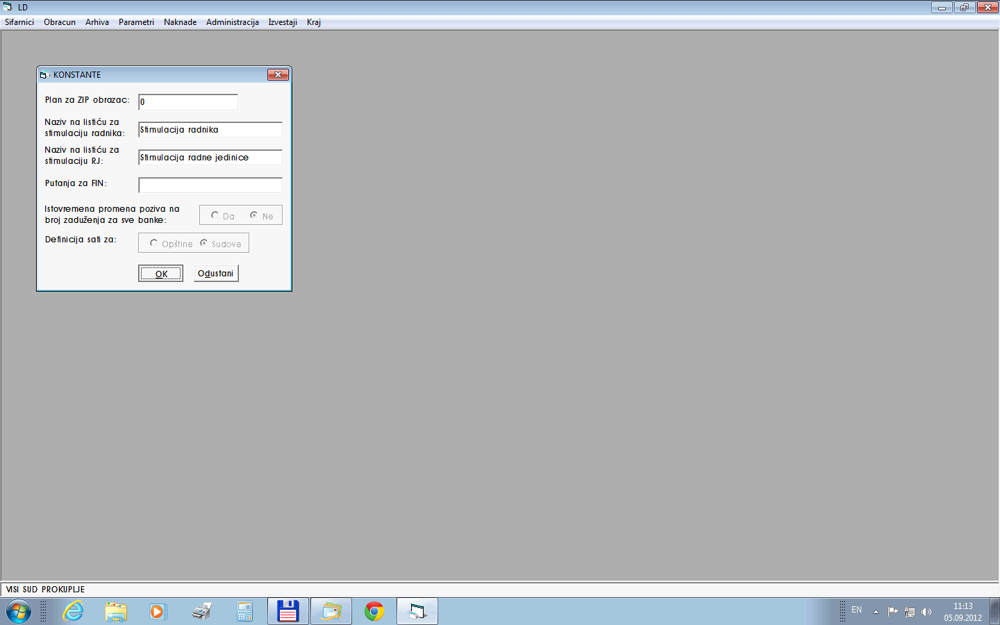 LD
Sifarnici Obracun Arhiva Parametri Naknade Administracija Izvestaji Kraj
KONSTANTE
Plan za ZIP obrazac: 0
Naziv na listiću za
stimulaciju radnika: Stimulacija radnika
Naziv na listiću za
stimulaciju RJ: Stimulacija radne jedinice
Putanja za FIN:
Istovremena promena poziva na
broj zaduženja za sve banke: Da Ne
Definicija sati za: Opštine Sudove
OK Odustani
VISI SUD PROKUPLJE
EN 11:13
05.09.2012